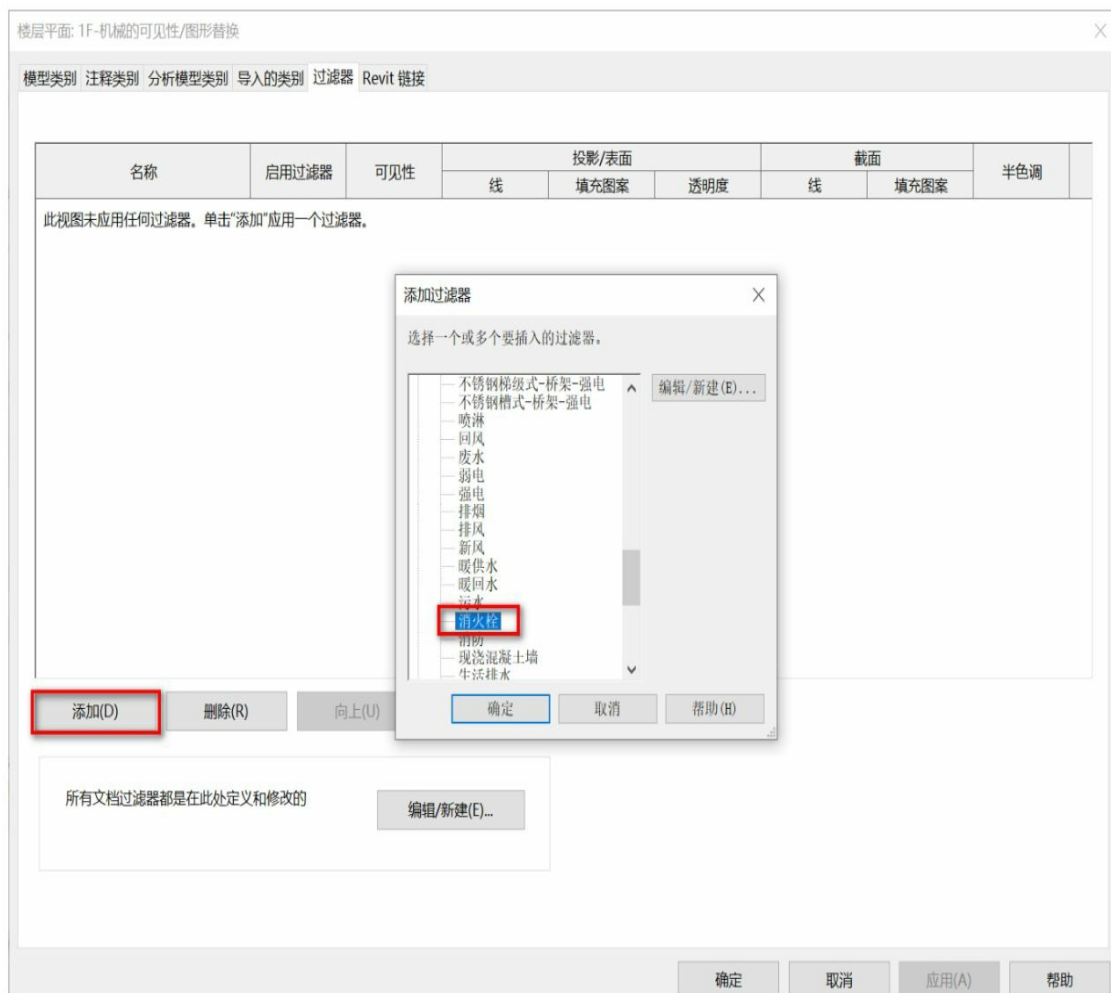 楼层平面: 1F-机械的可见性/图形替换
模型类别 注释类别 分析模型类别 导入的类别 过滤器 Revit 链接
名称 启用过滤器 可见性 投影/表面 截面 半色调
线 填充图案 透明度 线 填充图案
此视图未应用任何过滤器。单击“添加”应用一个过滤器。
添加过滤器
选择一个或多个要插入的过滤器。
不锈钢梯级式-桥架-强电
编辑/新建(E)...
不锈钢槽式-桥架-强电
喷淋
回风
废水
弱电
强电
排烟
排风
新风
暖供水
暖回水
污水
消火栓
消防
现浇混凝土墙
生活排水
确定 取消 帮助(H)
添加(D) 删除(R) 向上(U)
所有文档过滤器都是在此处定义和修改的
编辑/新建(E)...
确定 取消 应用(A) 帮助